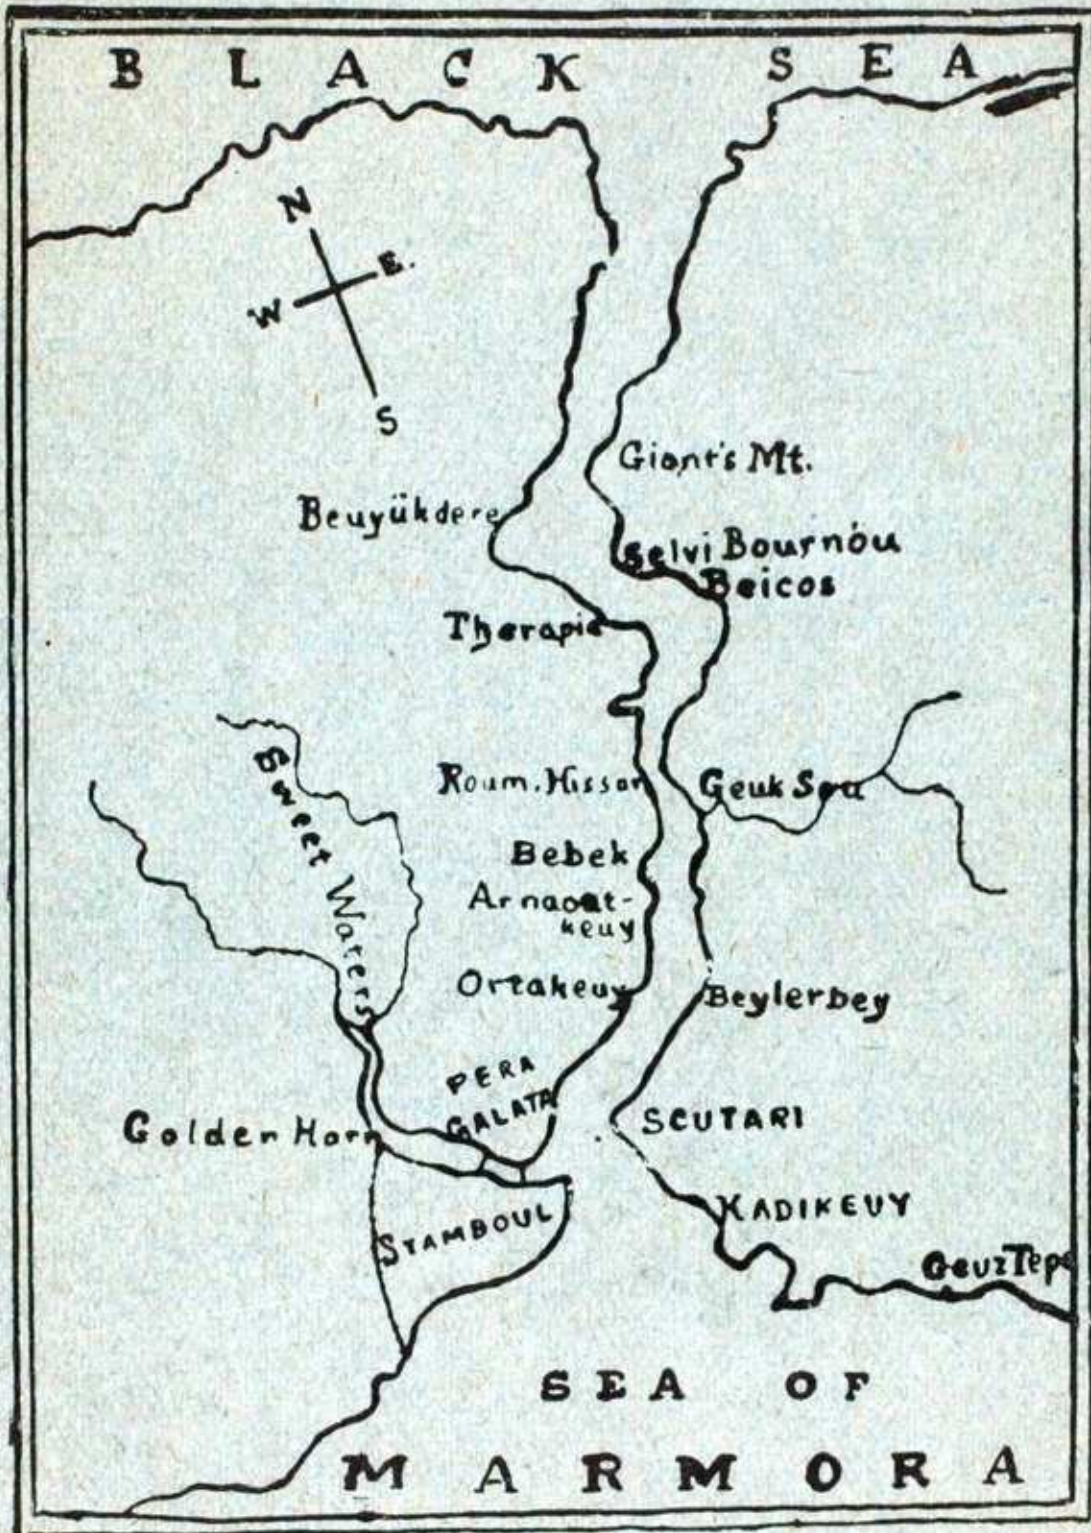 BLACK SEA
N
E.
W
S
Giant's Mt.
Beuyükdere
Selvi Bournóu
Beicos
Therapia
Sweet Waters
Roum. Hissar
Geuk Sou
Bebek
Arnaout-
keuy
Ortakeuy
Beylerbey
PERA
GALATA
SCUTARI
Golden Horn
KADIKEUY
STAMBOUL
Geuz Tepe
SEA OF
MARMORA